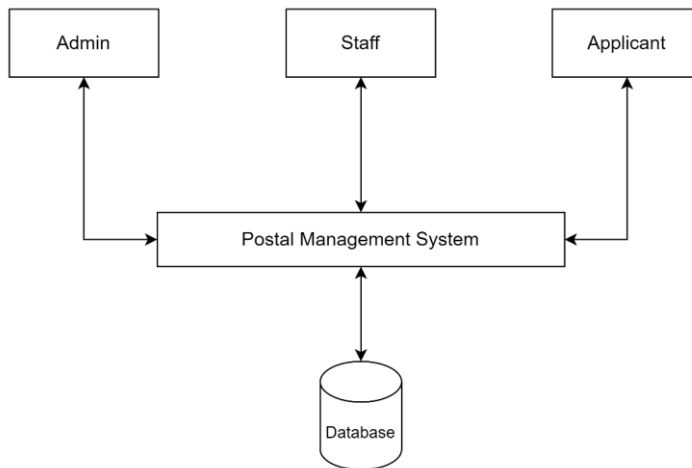 Admin
Staff
Applicant
Postal Management System
Database